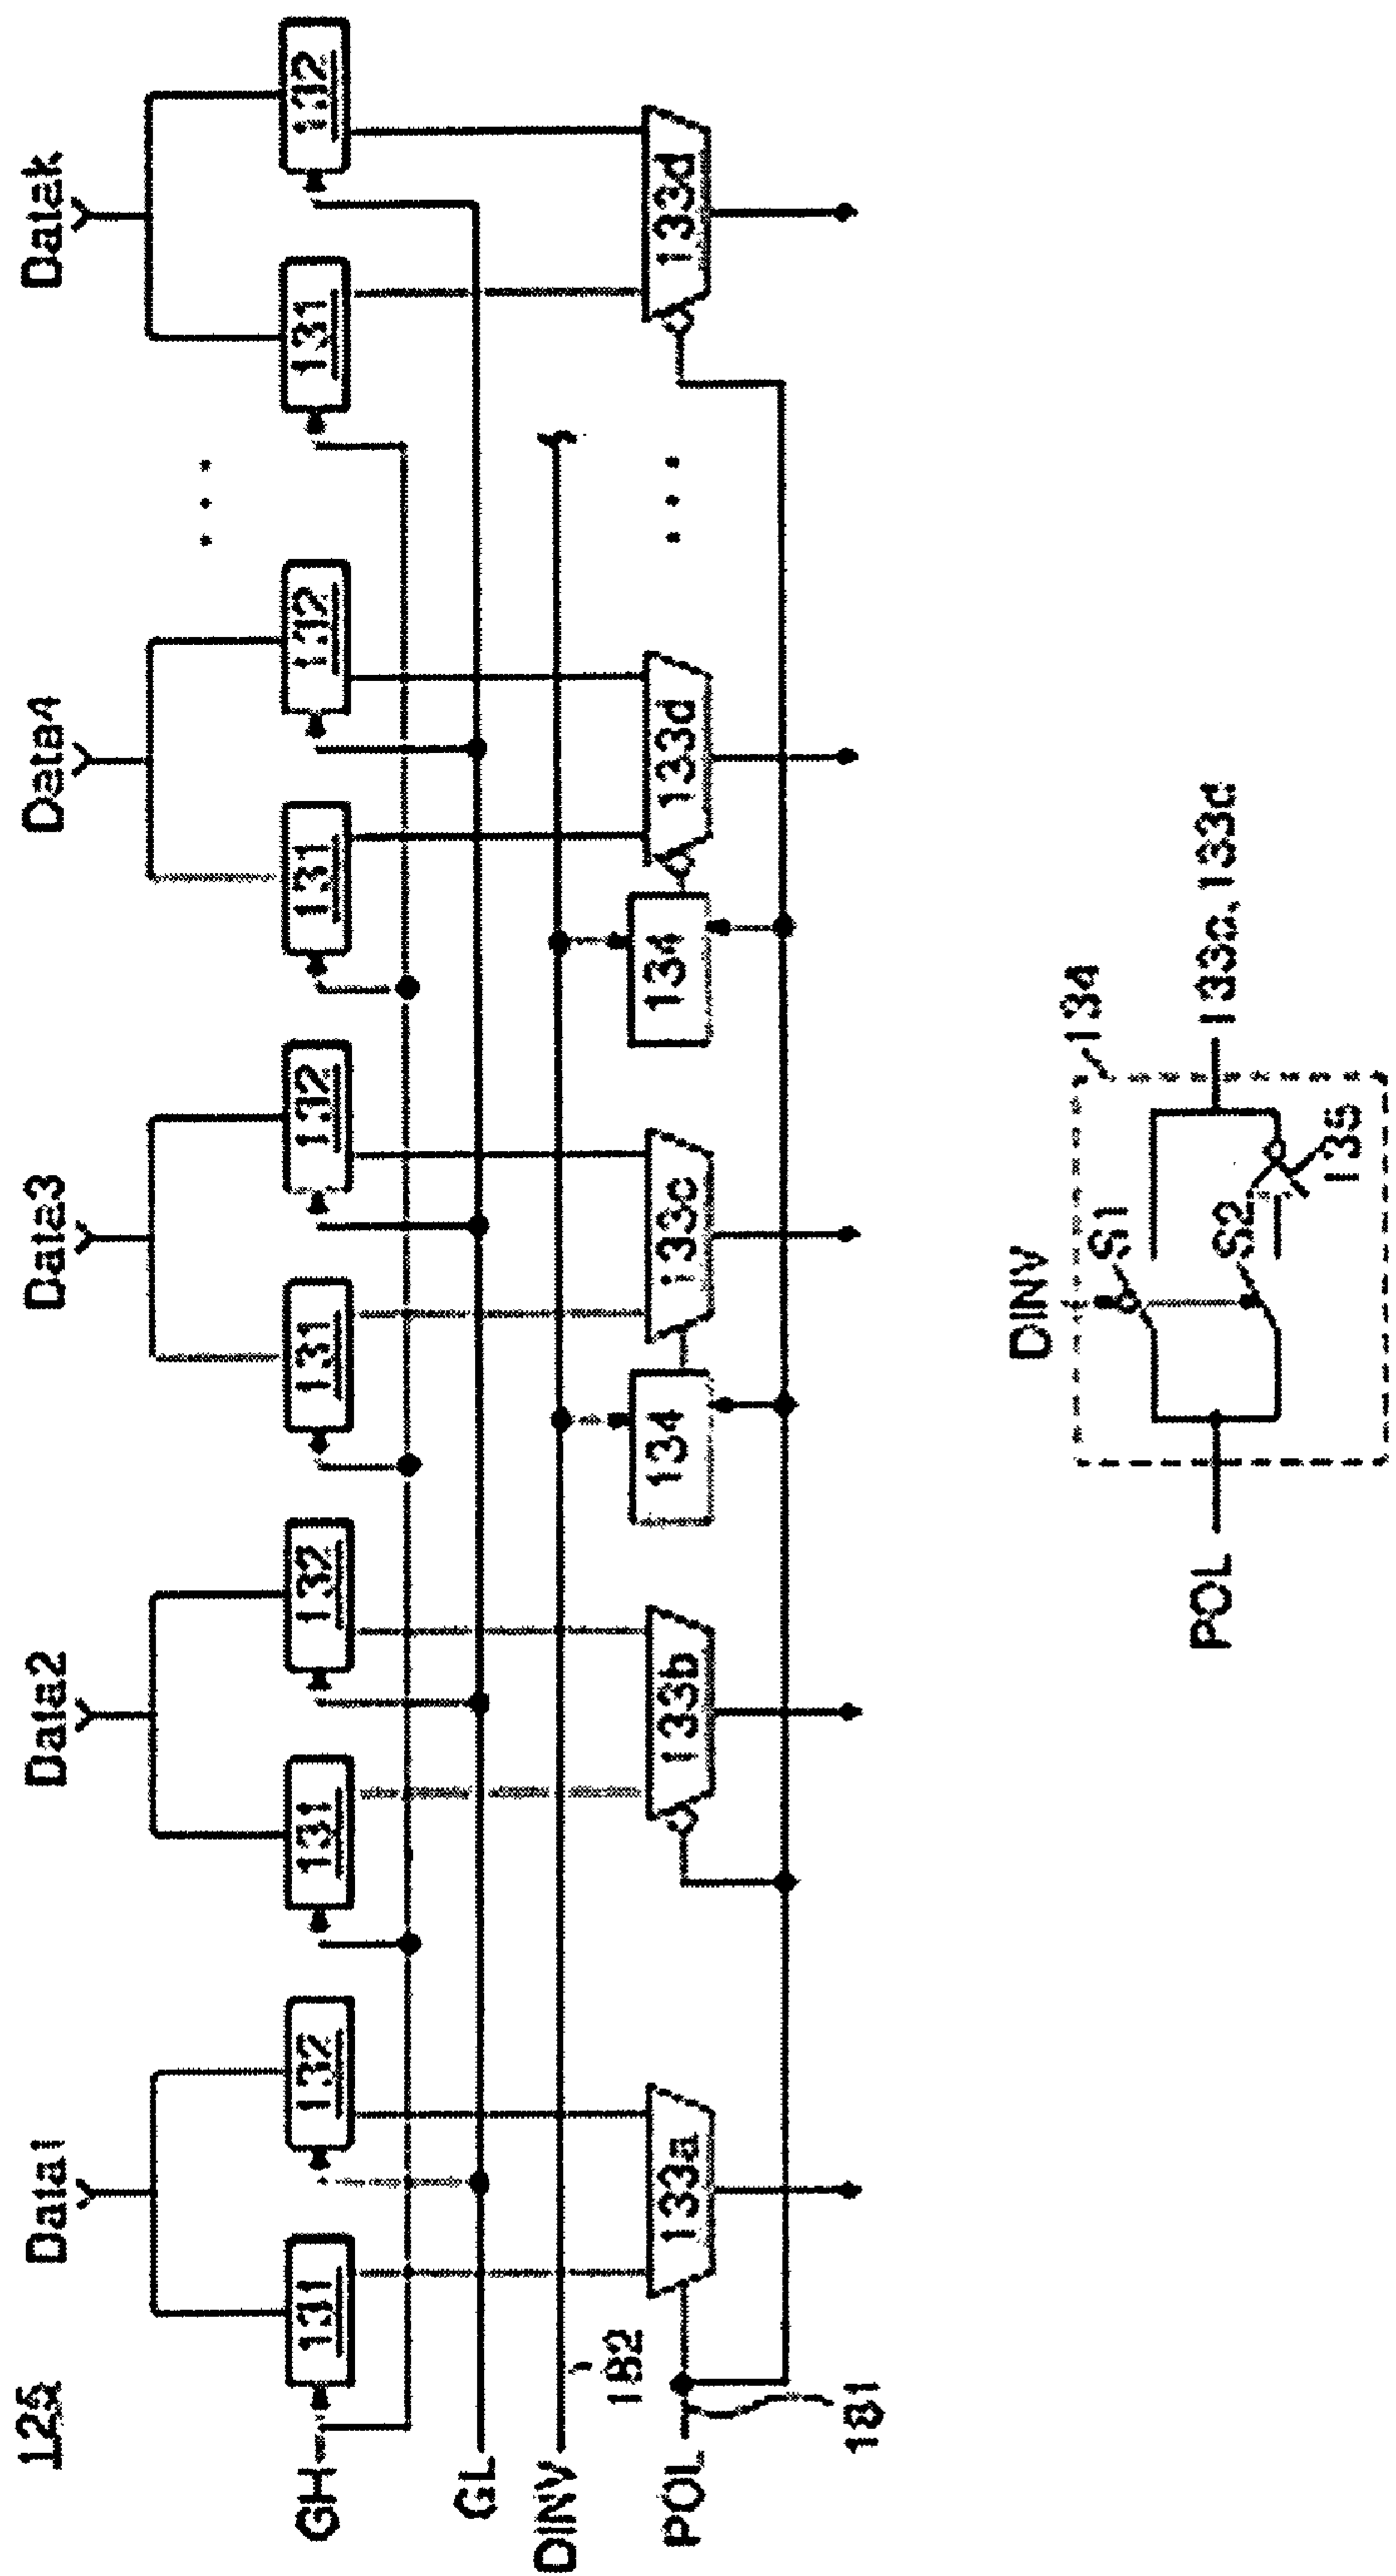 125
Data1
Data2
Data3
Data4
Datak
131
132
131
132
131
132
131
132
131
132
GH
GL
DINV
182
POL
181
133a
133b
134
133c
134
133d
133d
DINV
134
S1
S2
POL
135
133c, 133d